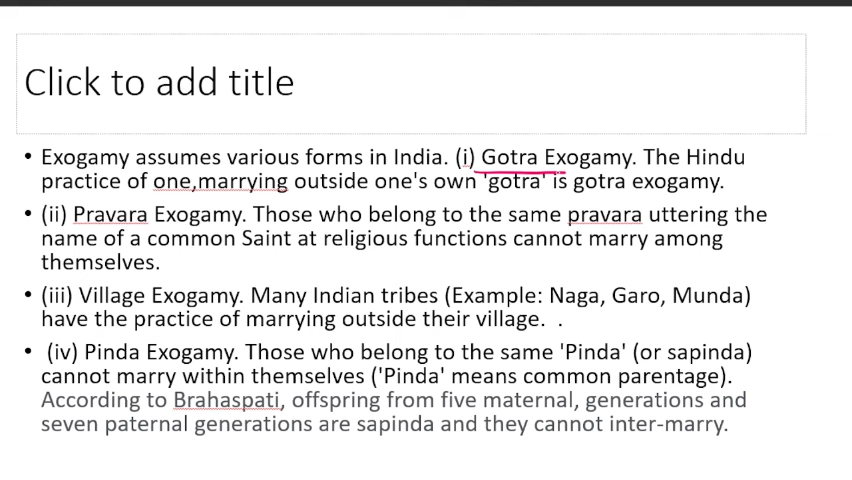 Click to add title
• Exogamy assumes various forms in India. (i) Gotra Exogamy. The Hindu
practice of one,marrying outside one's own 'gotra' is gotra exogamy.
• (ii) Pravara Exogamy. Those who belong to the same pravara uttering the
name of a common Saint at religious functions cannot marry among
themselves.
• (iii) Village Exogamy. Many Indian tribes (Example: Naga, Garo, Munda)
have the practice of marrying outside their village. .
• (iv) Pinda Exogamy. Those who belong to the same 'Pinda' (or sapinda)
cannot marry within themselves ('Pinda' means common parentage).
According to Brahaspati, offspring from five maternal, generations and
seven paternal generations are sapinda and they cannot inter-marry.